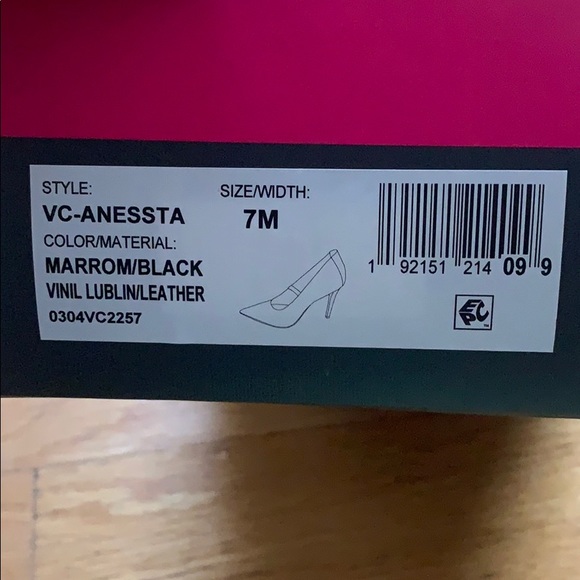 STYLE:
VC-ANESSTA
SIZE/WIDTH:
7M
COLOR/MATERIAL:
MARROM/BLACK
VINIL LUBLIN/LEATHER
0304VC2257
1 92151 214 09 9
EPC